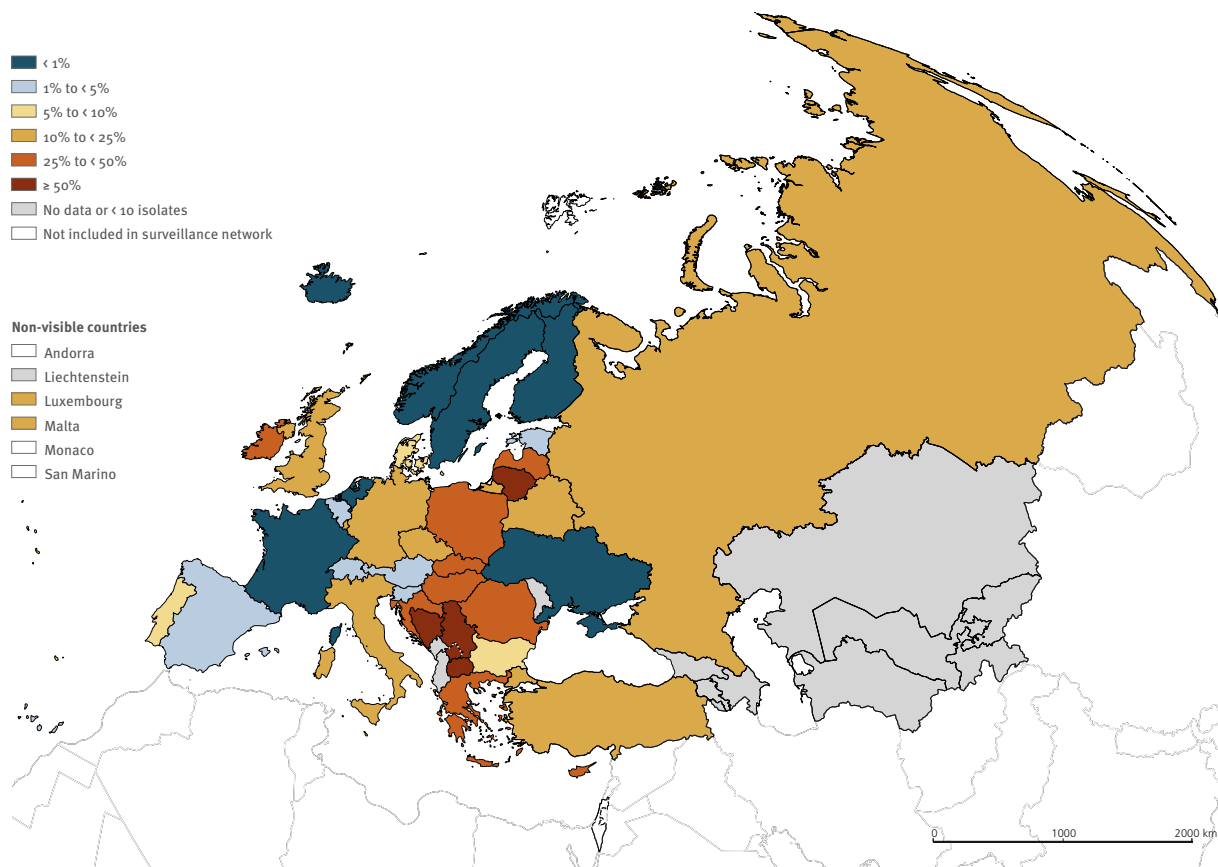 < 1%
1% to < 5%
5% to < 10%
10% to < 25%
25% to < 50%
≥ 50%
No data or < 10 isolates
Not included in surveillance network
Non-visible countries
Andorra
Liechtenstein
Luxembourg
Malta
Monaco
San Marino
0 1000 2000 km